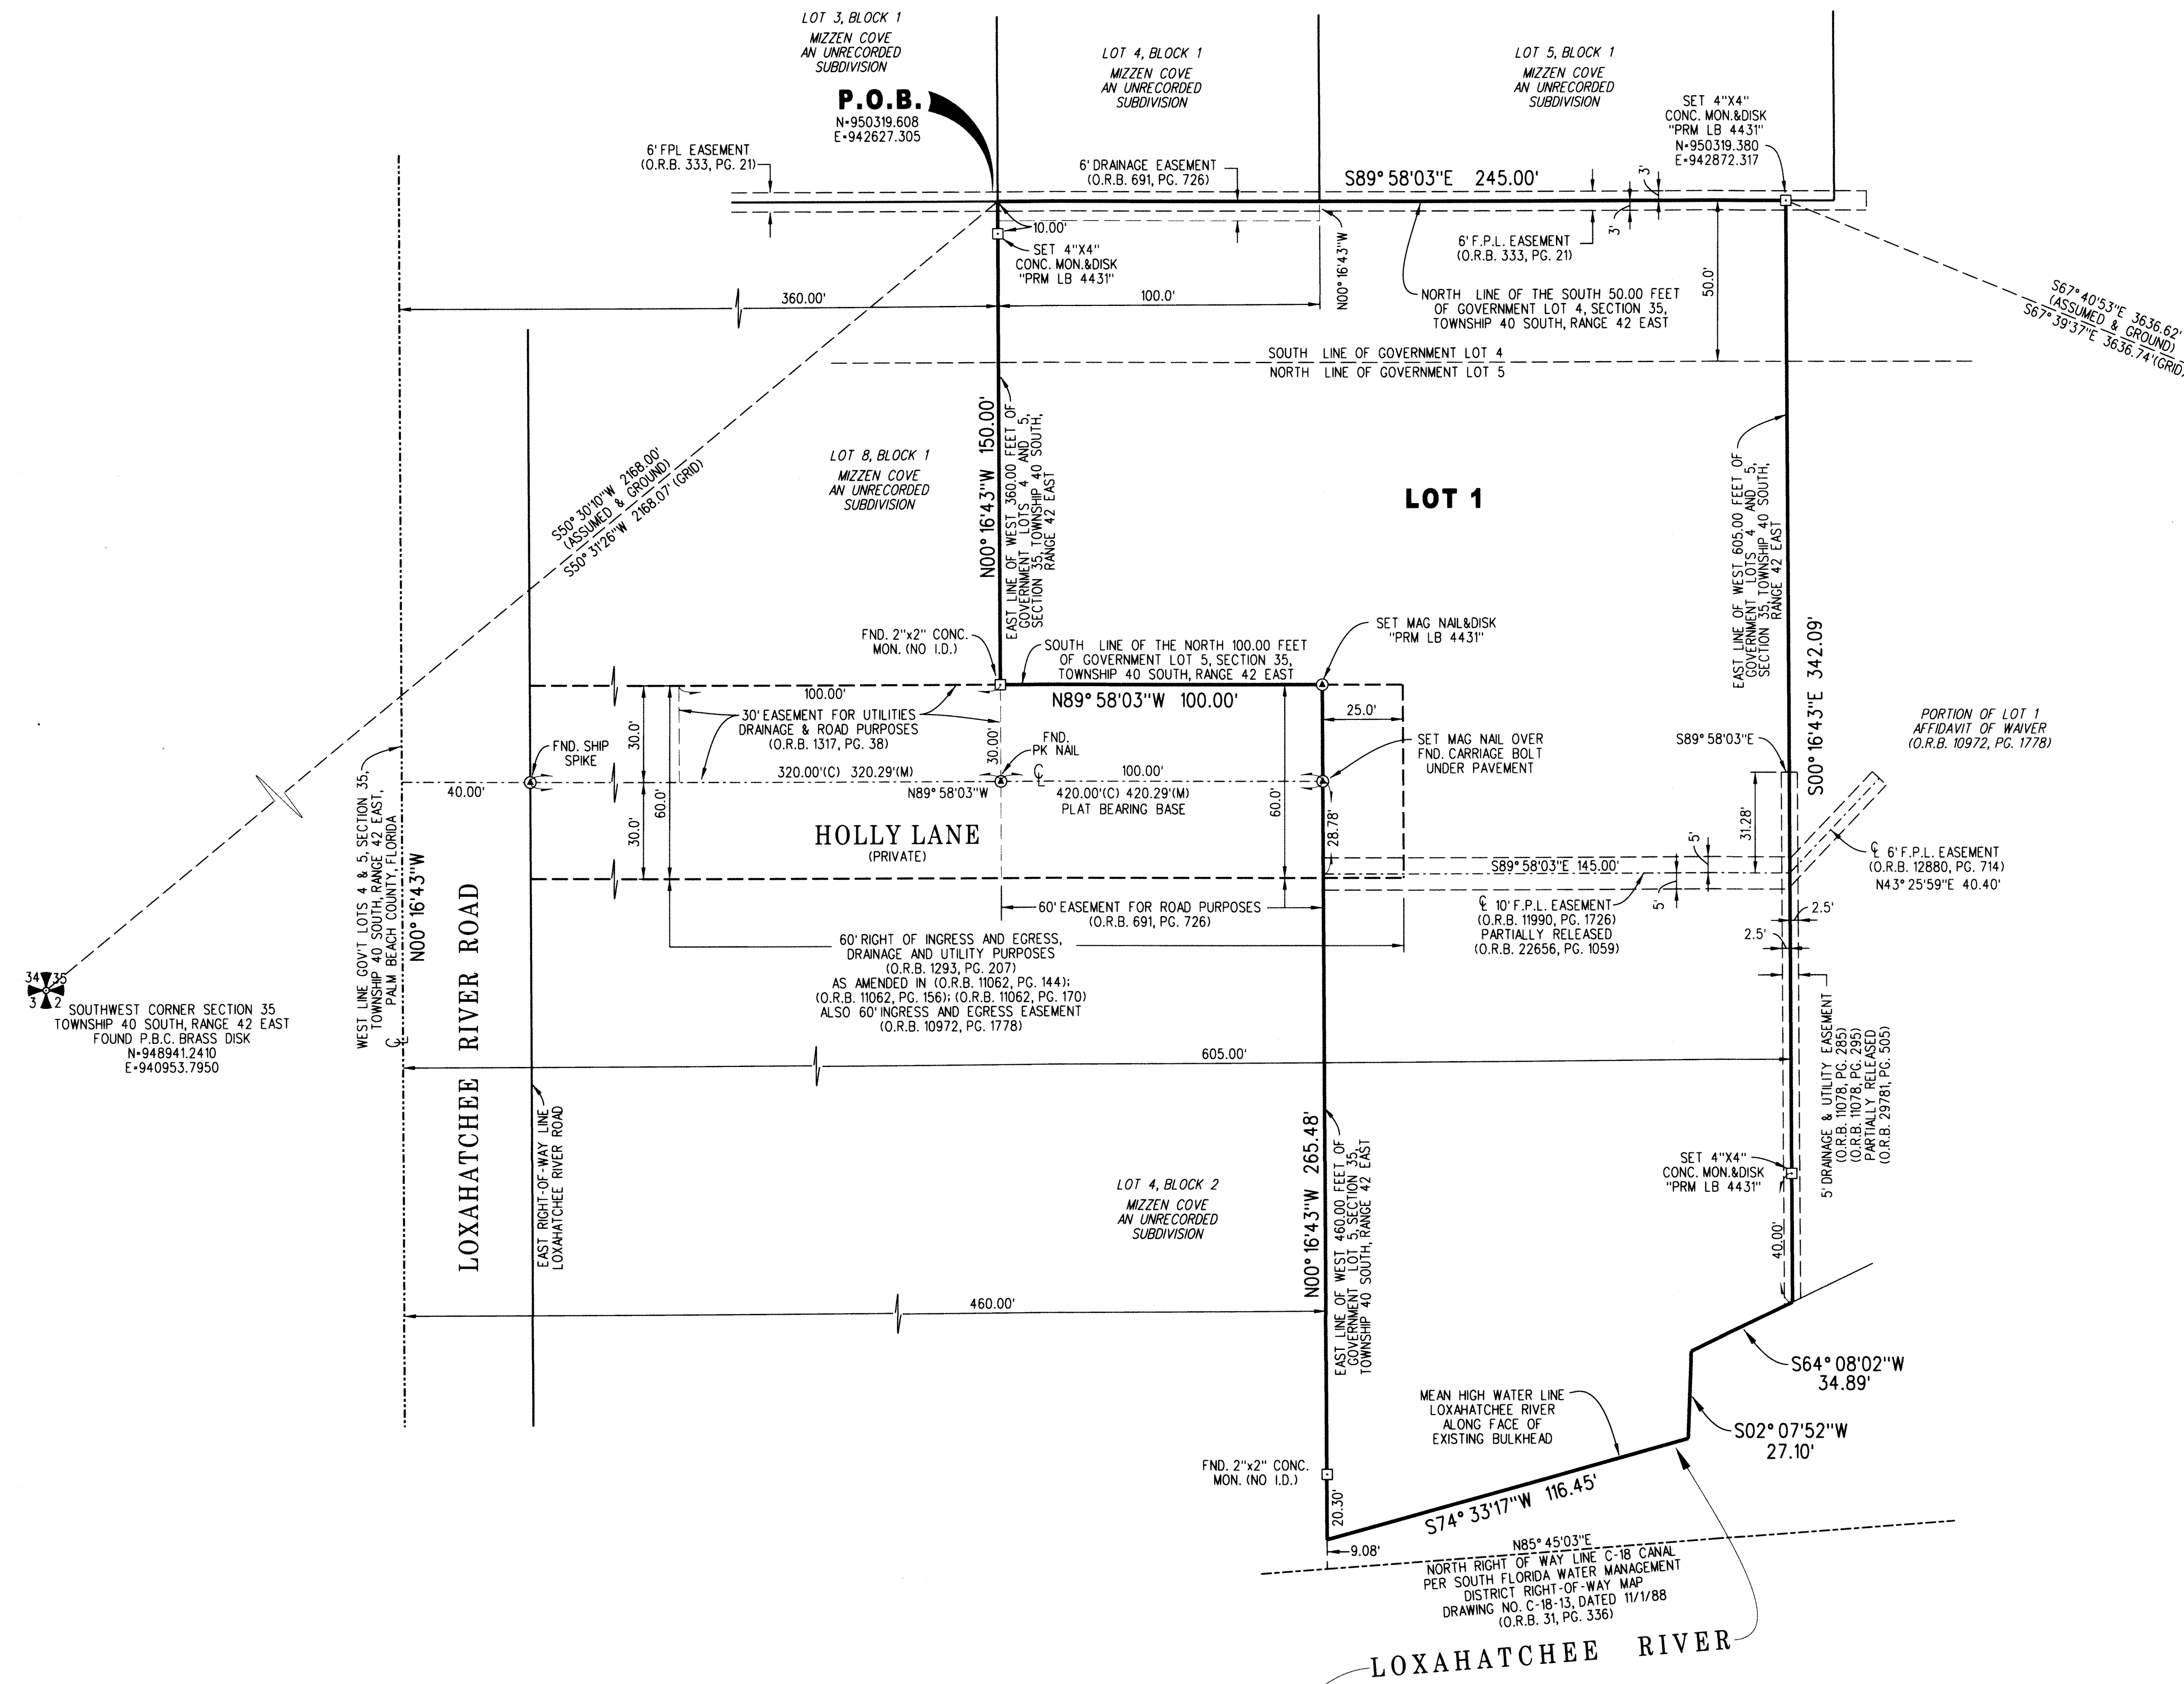 LOT 3, BLOCK 1
MIZZEN COVE
AN UNRECORDED
SUBDIVISION
LOT 4, BLOCK 1
MIZZEN COVE
AN UNRECORDED
SUBDIVISION
LOT 5, BLOCK 1
MIZZEN COVE
AN UNRECORDED
SUBDIVISION
P.O.B.
N=950319.608
E=942627.305
SET 4"X4"
CONC. MON.&DISK
"PRM LB 4431"
N=950319.380
E=942872.317
6' FPL EASEMENT
(O.R.B. 333, PG. 21)
6' DRAINAGE EASEMENT
(O.R.B. 691, PG. 726)
S89°58'03"E 245.00'
3'
3'
10.00'
SET 4"X4"
CONC. MON.&DISK
"PRM LB 4431"
N00°16'43"W
6' F.P.L. EASEMENT
(O.R.B. 333, PG. 21)
50.0'
360.00'
100.0'
NORTH LINE OF THE SOUTH 50.00 FEET
OF GOVERNMENT LOT 4, SECTION 35,
TOWNSHIP 40 SOUTH, RANGE 42 EAST
S67°40'53"E 3636.62'
(ASSUMED & GROUND)
S67°39'37"E 3636.74'(GRID)
SOUTH LINE OF GOVERNMENT LOT 4
NORTH LINE OF GOVERNMENT LOT 5
S50°30'10"W 2168.00'
(ASSUMED & GROUND)
S50°31'26"W 2168.07' (GRID)
LOT 8, BLOCK 1
MIZZEN COVE
AN UNRECORDED
SUBDIVISION
N00°16'43"W 150.00'
EAST LINE OF WEST 360.00 FEET OF
GOVERNMENT LOTS 4 AND 5,
SECTION 35, TOWNSHIP 40 SOUTH,
RANGE 42 EAST
LOT 1
EAST LINE OF WEST 605.00 FEET OF
GOVERNMENT LOTS 4 AND 5,
SECTION 35, TOWNSHIP 40 SOUTH,
RANGE 42 EAST
S00°16'43"E 342.09'
FND. 2"x2" CONC.
MON. (NO I.D.)
SOUTH LINE OF THE NORTH 100.00 FEET
OF GOVERNMENT LOT 5, SECTION 35,
TOWNSHIP 40 SOUTH, RANGE 42 EAST
SET MAG NAIL&DISK
"PRM LB 4431"
100.00'
N89°58'03"W 100.00'
30' EASEMENT FOR UTILITIES
DRAINAGE & ROAD PURPOSES
(O.R.B. 1317, PG. 38)
30.0'
30.00'
FND.
PK NAIL
25.0'
SET MAG NAIL OVER
FND. CARRIAGE BOLT
UNDER PAVEMENT
S89°58'03"E
PORTION OF LOT 1
AFFIDAVIT OF WAIVER
(O.R.B. 10972, PG. 1778)
FND. SHIP
SPIKE
40.00'
320.00'(C) 320.29'(M)
N89°58'03"W
℄
100.00'
420.00'(C) 420.29'(M)
PLAT BEARING BASE
60.0'
30.0'
60.0'
28.78'
31.28'
HOLLY LANE
(PRIVATE)
S89°58'03"E 145.00'
5'
5'
℄ 6' F.P.L. EASEMENT
(O.R.B. 12880, PG. 714)
N43°25'59"E 40.40'
60' EASEMENT FOR ROAD PURPOSES
(O.R.B. 691, PG. 726)
℄ 10' F.P.L. EASEMENT
(O.R.B. 11990, PG. 1726)
PARTIALLY RELEASED
(O.R.B. 22656, PG. 1059)
2.5'
2.5'
60' RIGHT OF INGRESS AND EGRESS,
DRAINAGE AND UTILITY PURPOSES
(O.R.B. 1293, PG. 207)
AS AMENDED IN (O.R.B. 11062, PG. 144);
(O.R.B. 11062, PG. 156); (O.R.B. 11062, PG. 170)
ALSO 60' INGRESS AND EGRESS EASEMENT
(O.R.B. 10972, PG. 1778)
WEST LINE GOV'T LOTS 4 & 5, SECTION 35,
TOWNSHIP 40 SOUTH, RANGE 42 EAST,
PALM BEACH COUNTY, FLORIDA
℄
N00°16'43"W
LOXAHATCHEE RIVER ROAD
34 35
3 2
SOUTHWEST CORNER SECTION 35
TOWNSHIP 40 SOUTH, RANGE 42 EAST
FOUND P.B.C. BRASS DISK
N=948941.2410
E=940953.7950
605.00'
5' DRAINAGE & UTILITY EASEMENT
(O.R.B. 11078, PG. 285)
(O.R.B. 11078, PG. 295)
PARTIALLY RELEASED
(O.R.B. 29781, PG. 505)
EAST RIGHT-OF-WAY LINE
LOXAHATCHEE RIVER ROAD
LOT 4, BLOCK 2
MIZZEN COVE
AN UNRECORDED
SUBDIVISION
N00°16'43"W 265.48'
EAST LINE OF WEST 460.00 FEET OF
GOVERNMENT LOT 5, SECTION 35,
TOWNSHIP 40 SOUTH, RANGE 42 EAST
SET 4"X4"
CONC. MON.&DISK
"PRM LB 4431"
40.00'
460.00'
S64°08'02"W
34.89'
MEAN HIGH WATER LINE
LOXAHATCHEE RIVER
ALONG FACE OF
EXISTING BULKHEAD
S02°07'52"W
27.10'
FND. 2"x2" CONC.
MON. (NO I.D.)
20.30'
S74°33'17"W 116.45'
9.08'
N85°45'03"E
NORTH RIGHT OF WAY LINE C-18 CANAL
PER SOUTH FLORIDA WATER MANAGEMENT
DISTRICT RIGHT-OF-WAY MAP
DRAWING NO. C-18-13, DATED 11/1/88
(O.R.B. 31, PG. 336)
LOXAHATCHEE RIVER